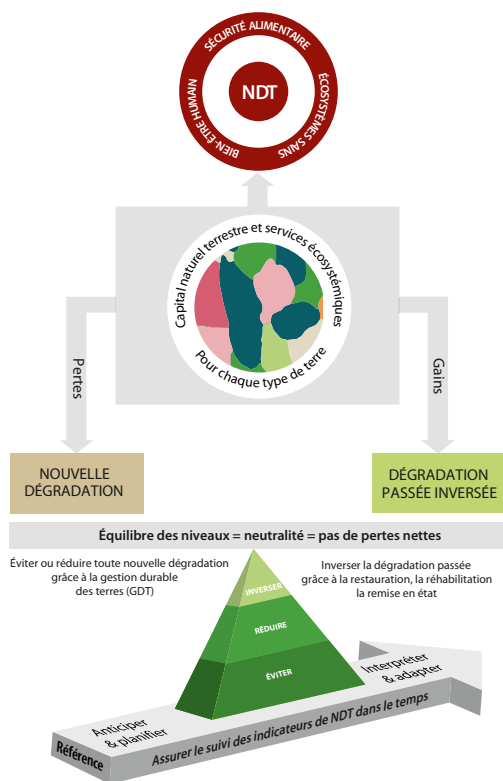 SÉCURITÉ ALIMENTAIRE
ÉCOSYSTÈMES SAINS
BIEN-ÊTRE HUMAIN
NDT
Capital naturel terrestre et services écosystémiques
Pour chaque type de terre
Pertes
Gains
NOUVELLE
DÉGRADATION
DÉGRADATION
PASSÉE INVERSÉE
Équilibre des niveaux = neutralité = pas de pertes nettes
Éviter ou réduire toute nouvelle dégradation
grâce à la gestion durable
des terres (GDT)
Inverser la dégradation passée
grâce à la restauration, la réhabilitation
la remise en état
INVERSER
RÉDUIRE
ÉVITER
Anticiper
& planifier
Interpréter
& adapter
Référence
Assurer le suivi des indicateurs de NDT dans le temps